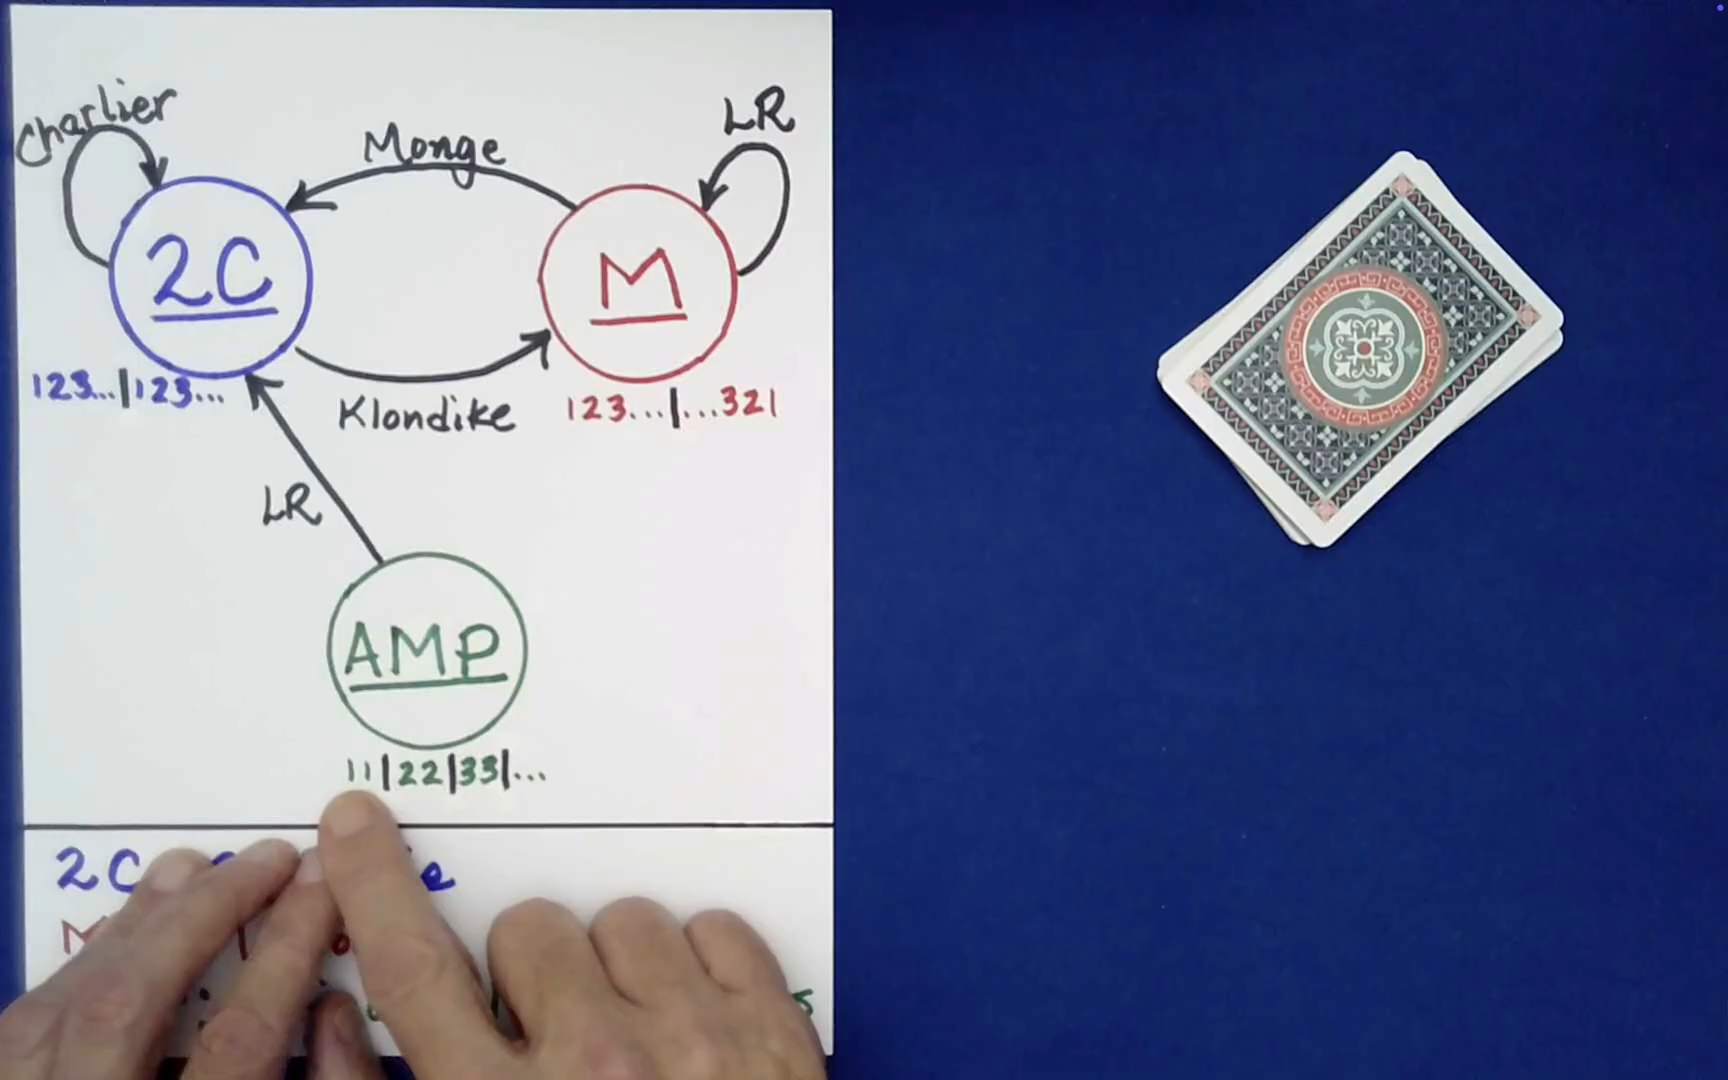 Charlier
Monge
LR
2C
M
123...|123...
Klondike
123...|...321
LR
AMP
11|22|33|...
2C